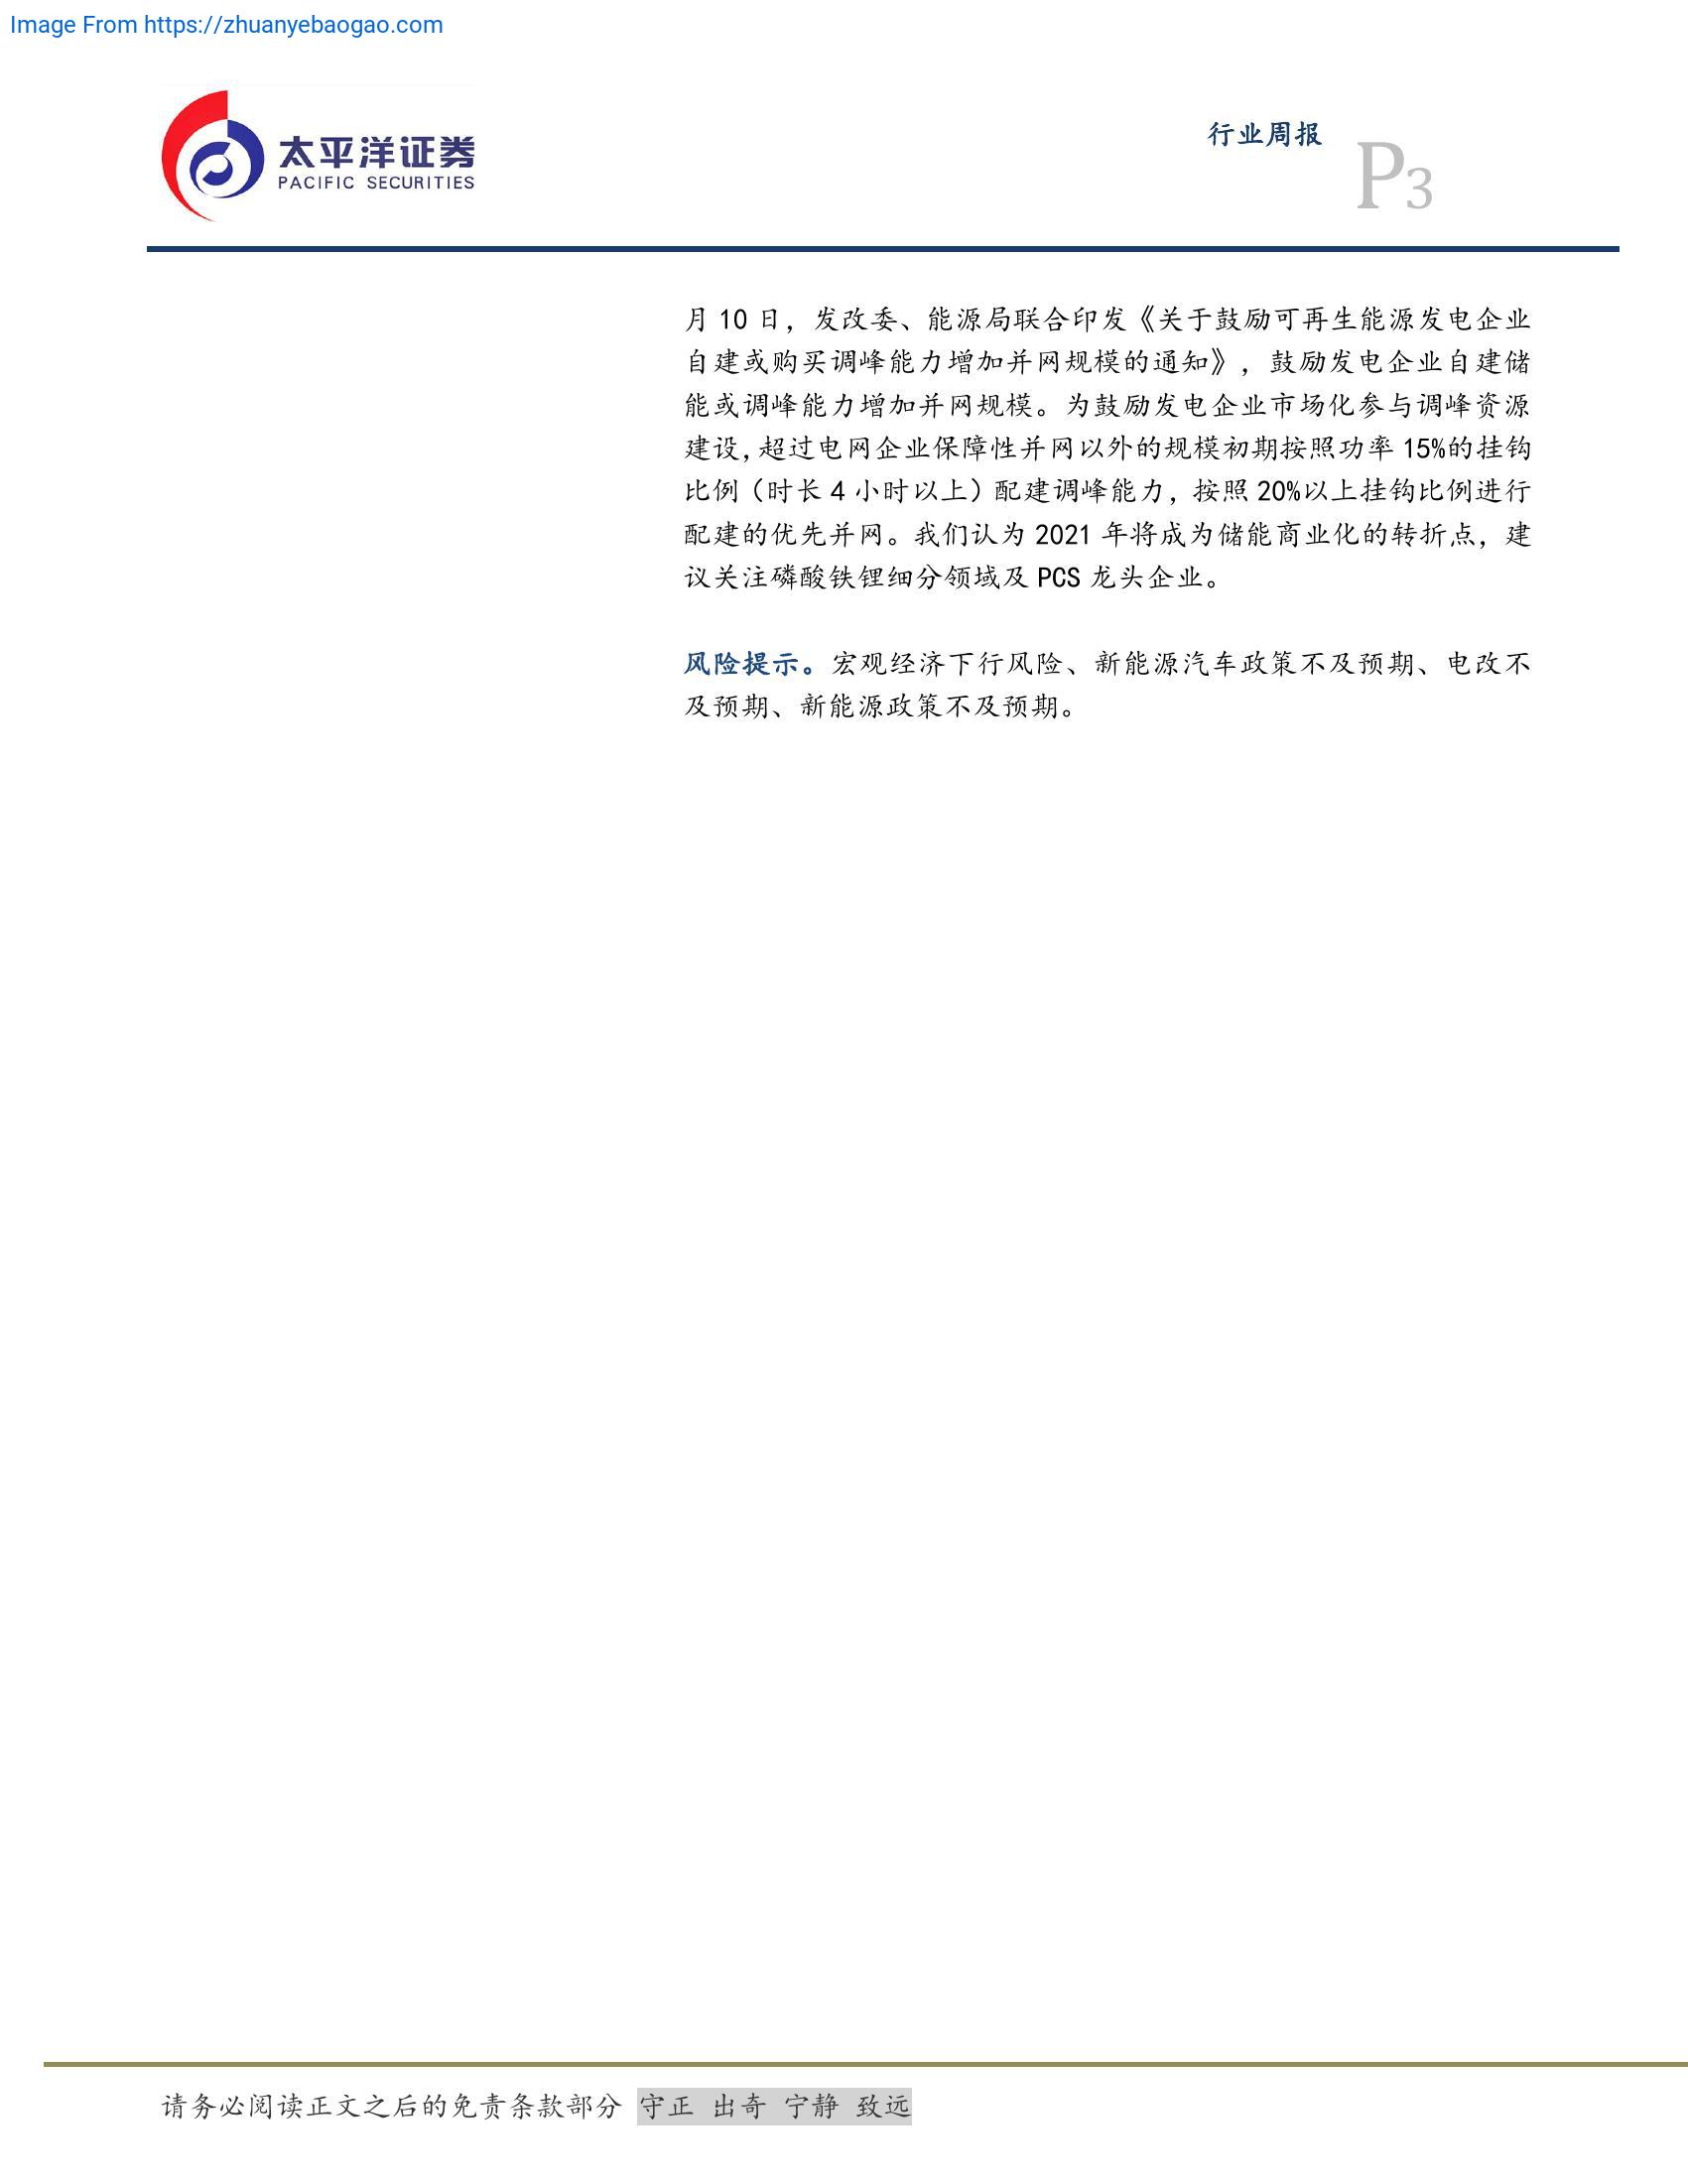 Image From https://zhuanyebaogao.com
太平洋证券
PACIFIC SECURITIES
行业周报
P3
月 10 日，发改委、能源局联合印发《关于鼓励可再生能源发电企业
自建或购买调峰能力增加并网规模的通知》，鼓励发电企业自建储
能或调峰能力增加并网规模。为鼓励发电企业市场化参与调峰资源
建设，超过电网企业保障性并网以外的规模初期按照功率 15%的挂钩
比例（时长 4 小时以上）配建调峰能力，按照 20%以上挂钩比例进行
配建的优先并网。我们认为 2021 年将成为储能商业化的转折点，建
议关注磷酸铁锂细分领域及 PCS 龙头企业。
风险提示。宏观经济下行风险、新能源汽车政策不及预期、电改不
及预期、新能源政策不及预期。
请务必阅读正文之后的免责条款部分 守正 出奇 宁静 致远